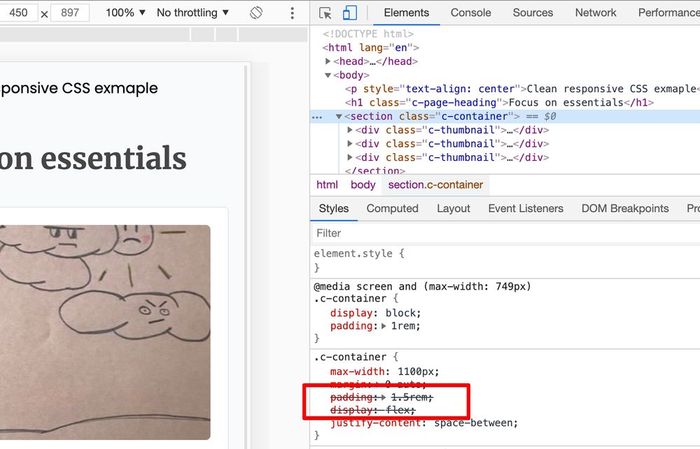 450 × 897 100% ▼ No throttling ▼
Elements Console Sources Network Performance
ponsive CSS exmaple
on essentials
<!DOCTYPE html>
<html lang="en">
▶<head>…</head>
▼<body>
<p style="text-align: center">Clean responsive CSS exmaple<
<h1 class="c-page-heading">Focus on essentials</h1>
… ▼<section class="c-container"> == $0
▶<div class="c-thumbnail">…</div>
▶<div class="c-thumbnail">…</div>
▶<div class="c-thumbnail">…</div>
</section>
html body section.c-container
Styles Computed Layout Event Listeners DOM Breakpoints Pro
Filter
element.style {
}
@media screen and (max-width: 749px)
.c-container {
display: block;
padding:▶ 1rem;
}
.c-container {
max-width: 1100px;
margin:▶ 0 auto;
padding:▶ 1.5rem;
display: flex;
justify-content: space-between;
}